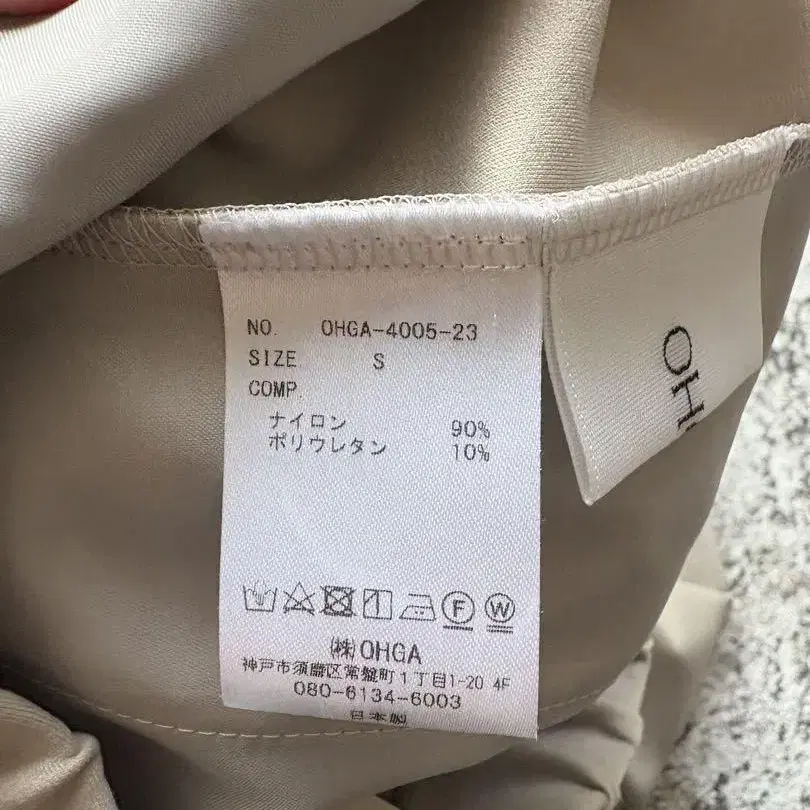 NO. OHGA-4005-23
SIZE S
COMP.
ナイロン 90%
ポリウレタン 10%
F W
(株)OHGA
神戸市須磨区常盤町1丁目1-20 4F
080-6134-6003
日本製
OH